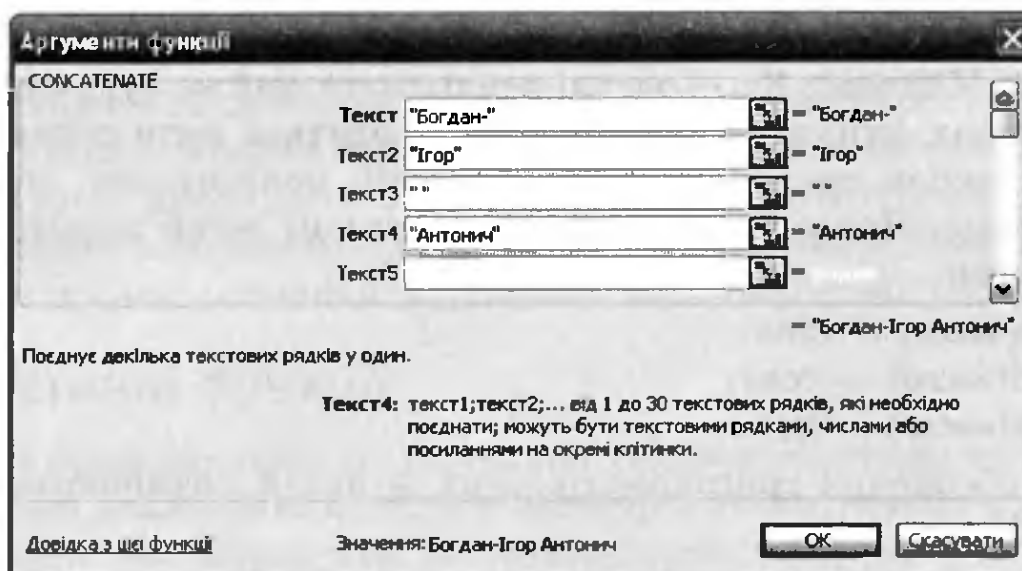 Аргументи функції
CONCATENATE
Текст "Богдан-" = "Богдан-"
Текст2 "Ігор" = "Ігор"
Текст3 " " = " "
Текст4 "Антонич" = "Антонич"
Текст5 =
= "Богдан-Ігор Антонич"
Поєднує декілька текстових рядків у один.
Текст4: текст1;текст2;... від 1 до 30 текстових рядків, які необхідно
поєднати; можуть бути текстовими рядками, числами або
посиланнями на окремі клітинки.
Довідка з цієї функції Значення: Богдан-Ігор Антонич ОК Скасувати